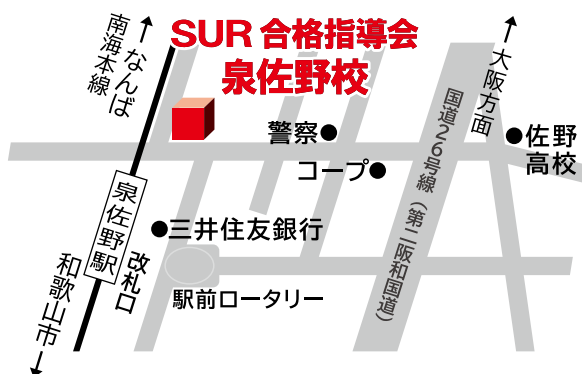 SUR 合格指導会
泉佐野校
南海本線
なんば
大阪方面
国道26号線（第二阪和国道）
警察
佐野
高校
コープ
泉佐野駅
改札口
三井住友銀行
駅前ロータリー
和歌山市